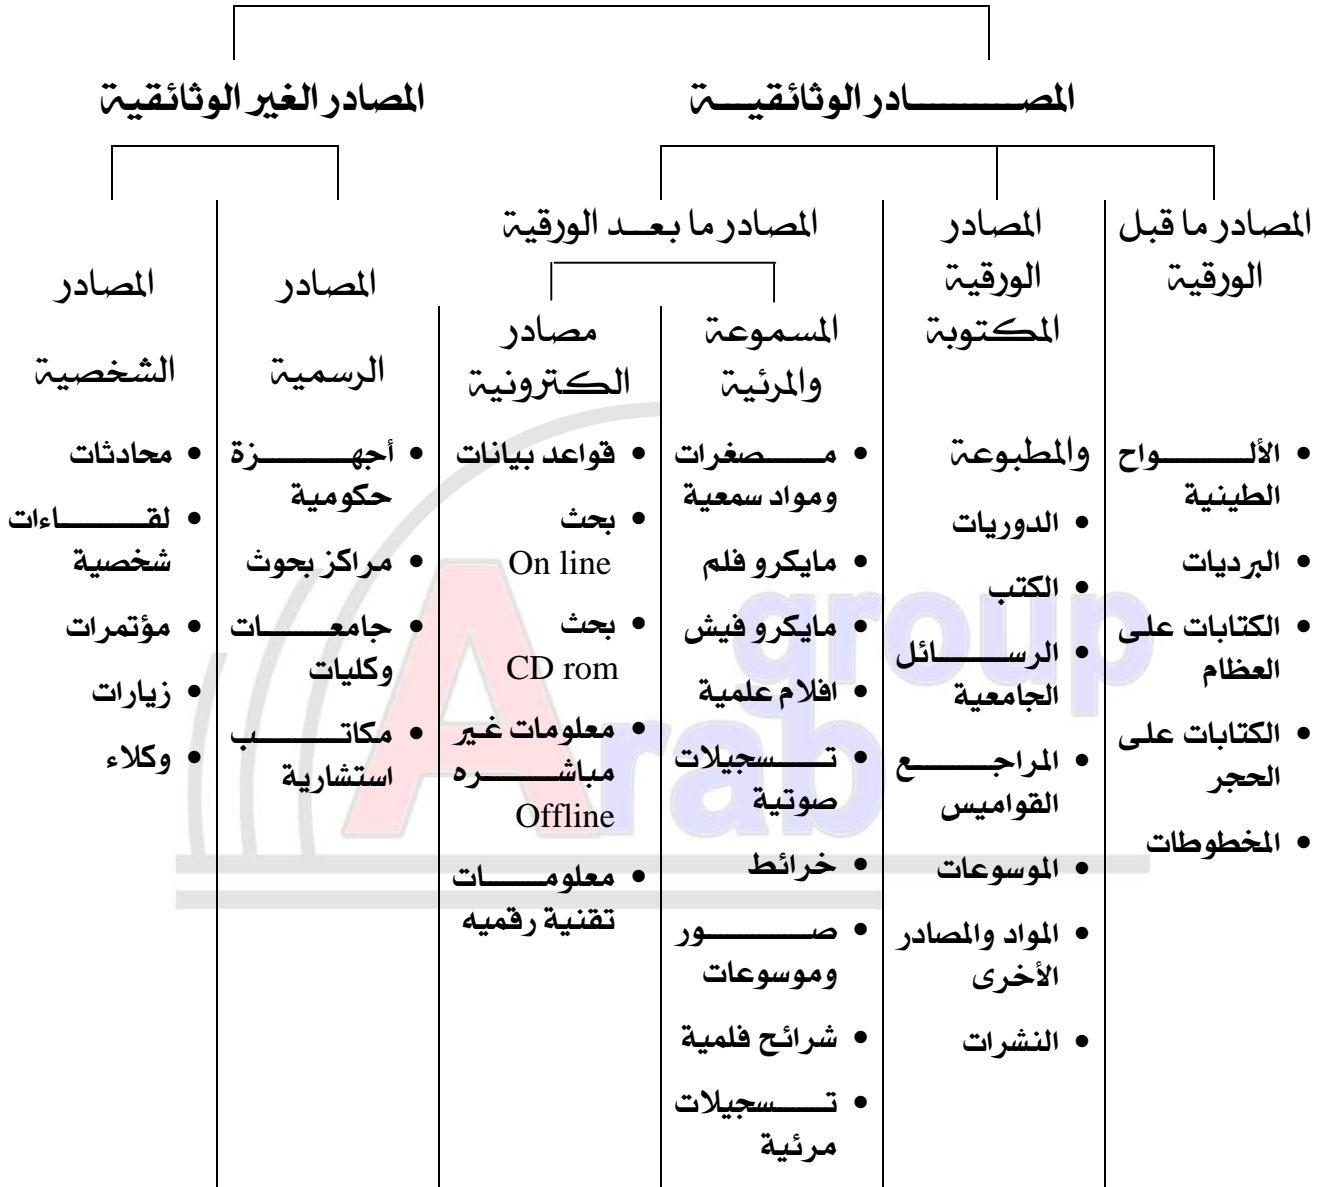 المصادر الوثائقية
المصادر الغير الوثائقية
المصادر ما قبل
الورقية
• الألواح
الطينية
• البرديات
• الكتابات على
العظام
• الكتابات على
الحجر
• المخطوطات
المصادر
الورقية
المكتوبة
والمطبوعة
• الدوريات
• الكتب
• الرسائل
الجامعية
• المراجع
القواميس
• الموسوعات
• المواد والمصادر
الأخرى
• النشرات
المصادر ما بعد الورقية
المسموعة
والمرئية
• مصغرات
ومواد سمعية
• مايكرو فلم
• مايكرو فيش
• افلام علمية
• تسجيلات
صوتية
• خرائط
• صور
وموسوعات
• شرائح فلمية
• تسجيلات
مرئية
مصادر
الكترونية
• قواعد بيانات
• بحث
On line
• بحث
CD rom
• معلومات غير
مباشره
Offline
• معلومات
تقنية رقميه
المصادر
الرسمية
• أجهزة
حكومية
• مراكز بحوث
• جامعات
وكليات
• مكاتب
استشارية
المصادر
الشخصية
• محادثات
• لقاءات
شخصية
• مؤتمرات
• زيارات
• وكلاء
group
Arab